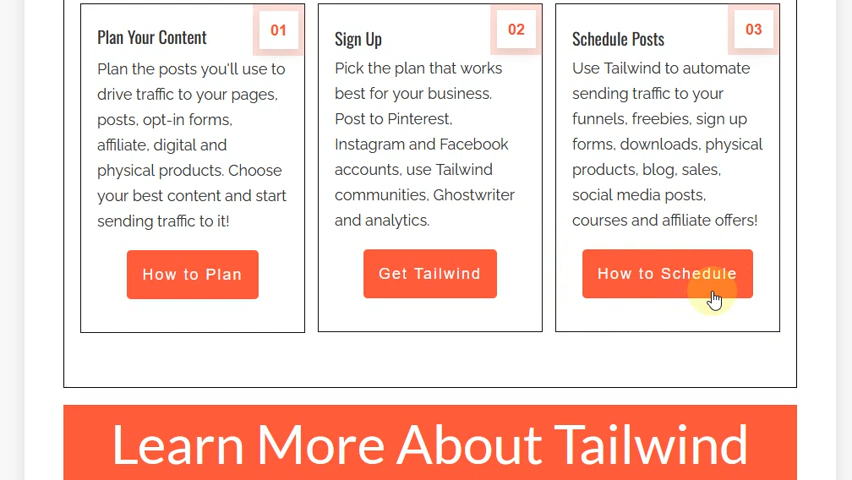 01
Plan Your Content
Plan the posts you'll use to
drive traffic to your pages,
posts, opt-in forms,
affiliate, digital and
physical products. Choose
your best content and start
sending traffic to it!
How to Plan
02
Sign Up
Pick the plan that works
best for your business.
Post to Pinterest,
Instagram and Facebook
accounts, use Tailwind
communities, Ghostwriter
and analytics.
Get Tailwind
03
Schedule Posts
Use Tailwind to automate
sending traffic to your
funnels, freebies, sign up
forms, downloads, physical
products, blog, sales,
social media posts,
courses and affiliate offers!
How to Schedule
Learn More About Tailwind